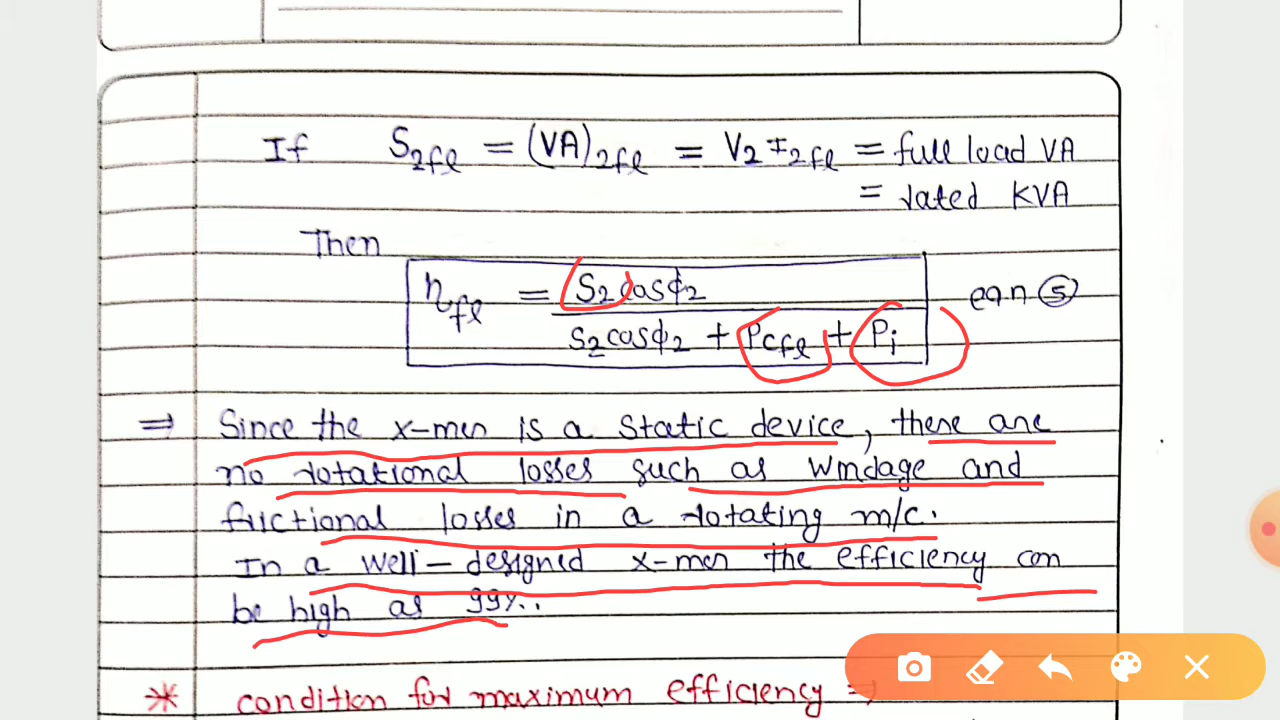 If S2fl = (VA)2fl = V2 I2fl = full load VA
= rated KVA
Then
ηfl = S2 cosφ2 / S2 cosφ2 + Pcfl + Pi eqn ⑤
⇒ Since the x-mer is a static device, there are
no rotational losses such as windage and
frictional losses in a rotating m/c.
In a well-designed x-mer the efficiency can
be high as 99%..
* condition for maximum efficiency ⇒